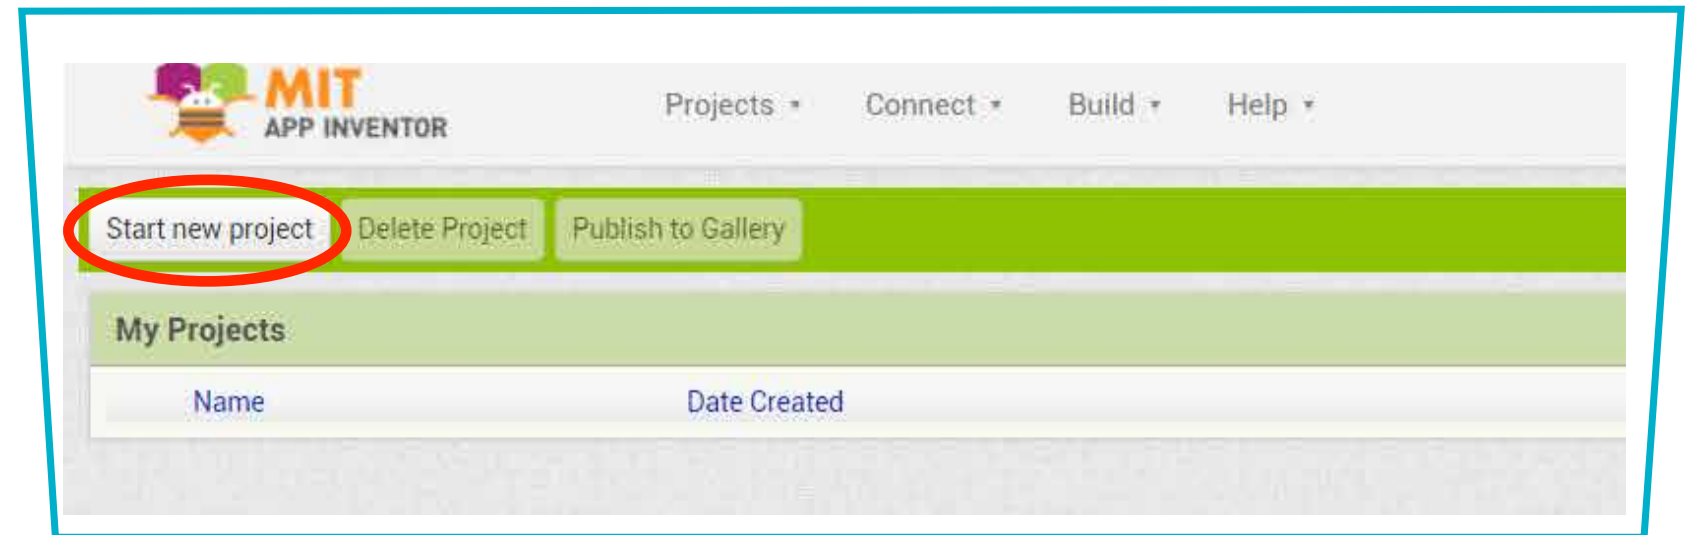 MIT
APP INVENTOR
Projects Connect Build Help
Start new project Delete Project Publish to Gallery
My Projects
Name Date Created